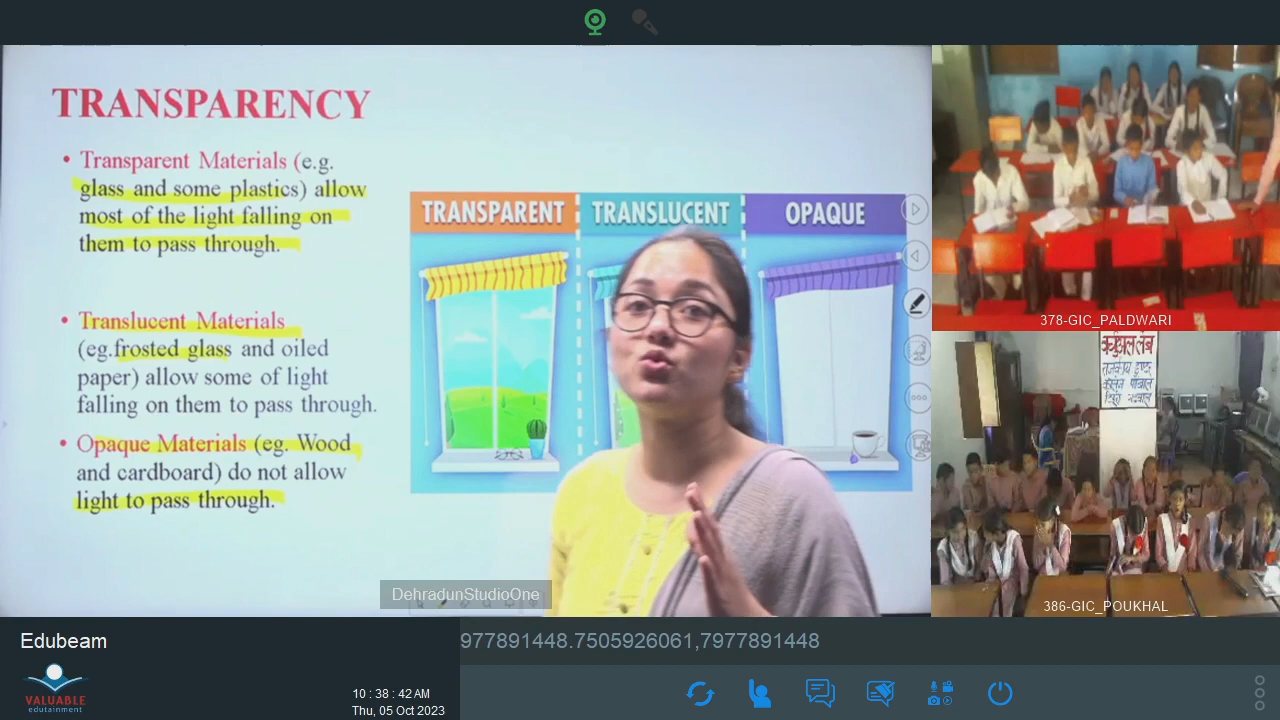 TRANSPARENCY
• Transparent Materials (e.g.
glass and some plastics) allow
most of the light falling on
them to pass through.
• Translucent Materials
(eg.frosted glass and oiled
paper) allow some of light
falling on them to pass through.
• Opaque Materials (eg. Wood
and cardboard) do not allow
light to pass through.
TRANSPARENT
TRANSLUCENT
OPAQUE
DehradunStudioOne
378-GIC_PALDWARI
386-GIC_POUKHAL
Edubeam
977891448.7505926061,7977891448
VALUABLE
edutainment
10 : 38 : 42 AM
Thu, 05 Oct 2023